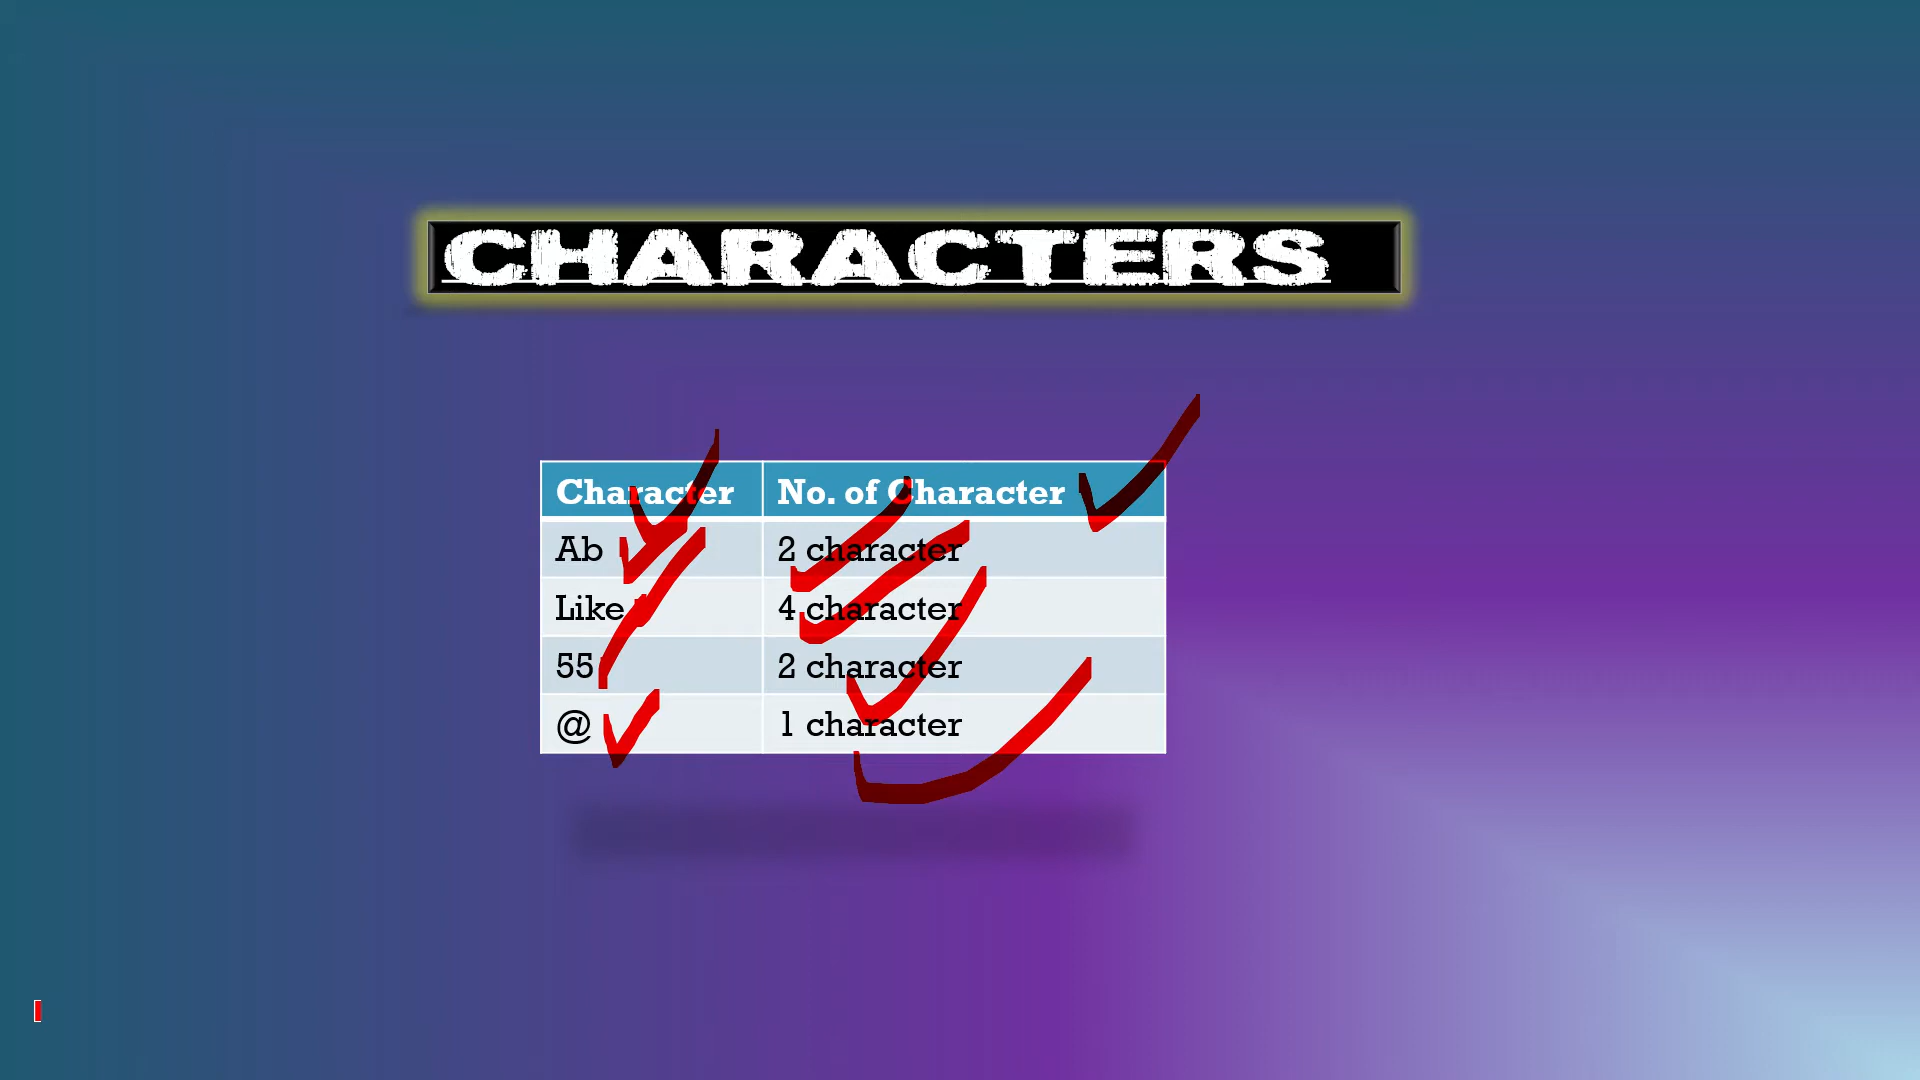 CHARACTERS
Character No. of Character
Ab 2 character
Like 4 character
55 2 character
@ 1 character